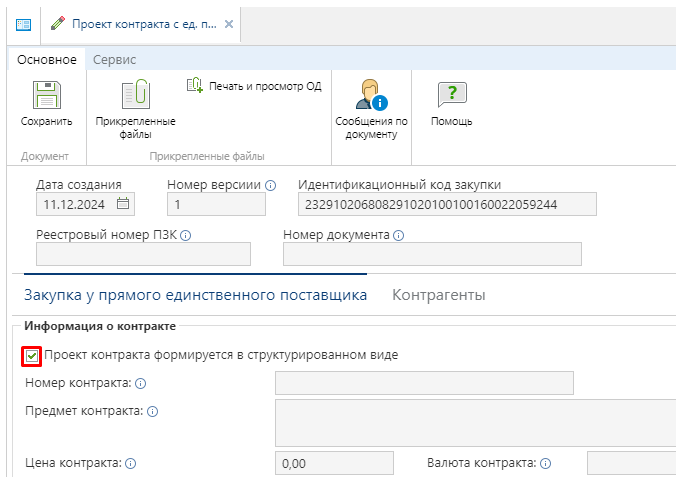 Проект контракта с ед. п...
Основное Сервис
Сохранить
Прикрепленные файлы
Печать и просмотр ОД
Сообщения по документу
Помощь
Документ
Прикрепленные файлы
Дата создания Номер версиии Идентификационный код закупки
11.12.2024 1 232910206808291020100100160022059244
Реестровый номер ПЗК Номер документа
Закупка у прямого единственного поставщика Контрагенты
Информация о контракте
Проект контракта формируется в структурированном виде
Номер контракта:
Предмет контракта:
Цена контракта: 0,00 Валюта контракта: